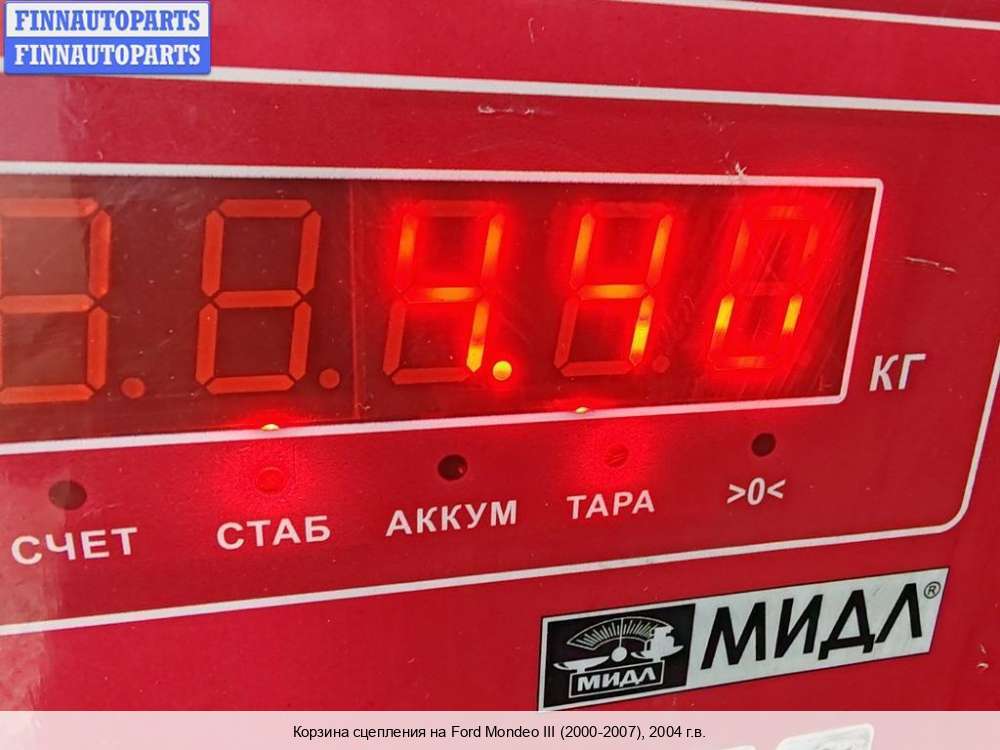 FINNAUTOPARTS
FINNAUTOPARTS
4.40
КГ
СЧЕТ СТАБ АККУМ ТАРА >0<
МИДЛ МИДЛ®
Корзина сцепления на Ford Mondeo III (2000-2007), 2004 г.в.